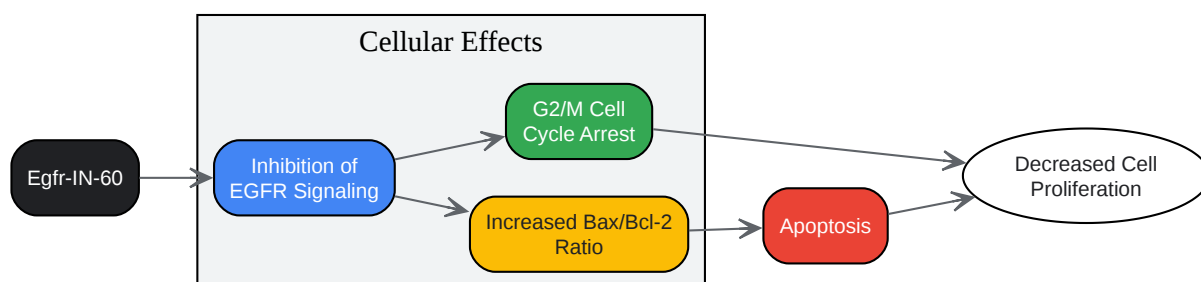 Cellular Effects
Egfr-IN-60
Inhibition of
EGFR Signaling
G2/M Cell
Cycle Arrest
Increased Bax/Bcl-2
Ratio
Apoptosis
Decreased Cell
Proliferation